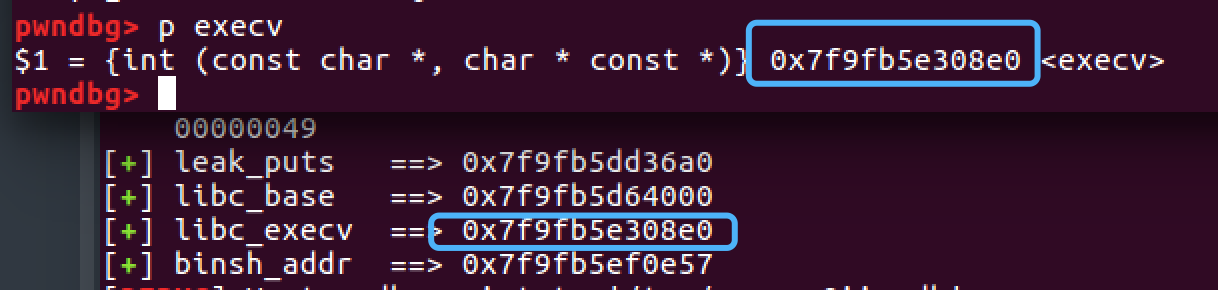 pwndbg> p execv
$1 = {int (const char *, char * const *)} 0x7f9fb5e308e0 <execv>
pwndbg>
00000049
[+] leak_puts ==> 0x7f9fb5dd36a0
[+] libc_base ==> 0x7f9fb5d64000
[+] libc_execv ==> 0x7f9fb5e308e0
[+] binsh_addr ==> 0x7f9fb5ef0e57